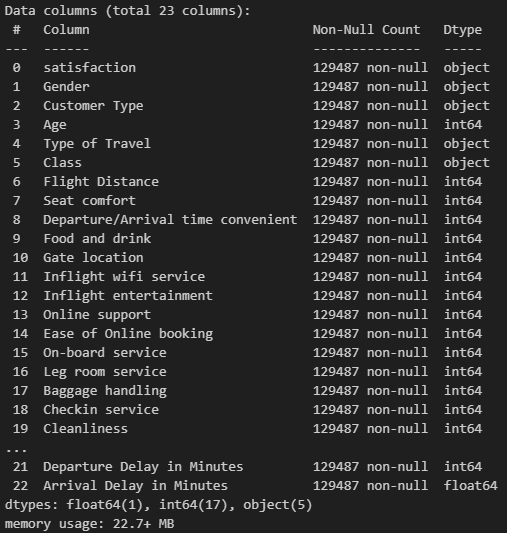 Data columns (total 23 columns):
 #   Column                             Non-Null Count   Dtype
---  ------                             --------------   -----
 0   satisfaction                       129487 non-null  object
 1   Gender                             129487 non-null  object
 2   Customer Type                      129487 non-null  object
 3   Age                                129487 non-null  int64
 4   Type of Travel                     129487 non-null  object
 5   Class                              129487 non-null  object
 6   Flight Distance                    129487 non-null  int64
 7   Seat comfort                       129487 non-null  int64
 8   Departure/Arrival time convenient  129487 non-null  int64
 9   Food and drink                     129487 non-null  int64
 10  Gate location                      129487 non-null  int64
 11  Inflight wifi service              129487 non-null  int64
 12  Inflight entertainment             129487 non-null  int64
 13  Online support                     129487 non-null  int64
 14  Ease of Online booking             129487 non-null  int64
 15  On-board service                   129487 non-null  int64
 16  Leg room service                   129487 non-null  int64
 17  Baggage handling                   129487 non-null  int64
 18  Checkin service                    129487 non-null  int64
 19  Cleanliness                        129487 non-null  int64
...
 21  Departure Delay in Minutes         129487 non-null  int64
 22  Arrival Delay in Minutes           129487 non-null  float64
dtypes: float64(1), int64(17), object(5)
memory usage: 22.7+ MB